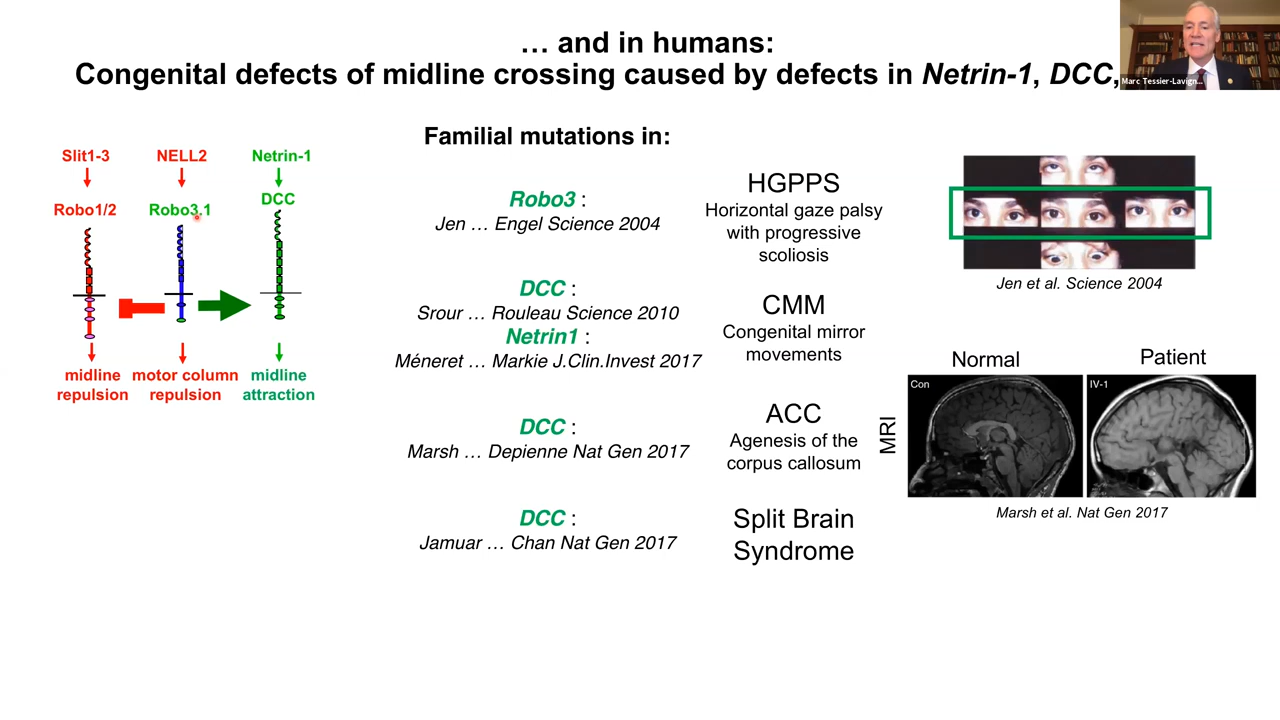 … and in humans:
Congenital defects of midline crossing caused by defects in Netrin-1, DCC,
Marc Tessier-Lavign...
Slit1-3
NELL2
Netrin-1
Robo1/2
Robo3.1
DCC
midline
repulsion
motor column
repulsion
midline
attraction
Familial mutations in:
Robo3 :
Jen … Engel Science 2004
HGPPS
Horizontal gaze palsy
with progressive
scoliosis
DCC :
Srour … Rouleau Science 2010
Netrin1 :
Méneret … Markie J.Clin.Invest 2017
CMM
Congenital mirror
movements
DCC :
Marsh … Depienne Nat Gen 2017
ACC
Agenesis of the
corpus callosum
DCC :
Jamuar … Chan Nat Gen 2017
Split Brain
Syndrome
Jen et al. Science 2004
Normal
Patient
MRI
Con
IV-1
Marsh et al. Nat Gen 2017